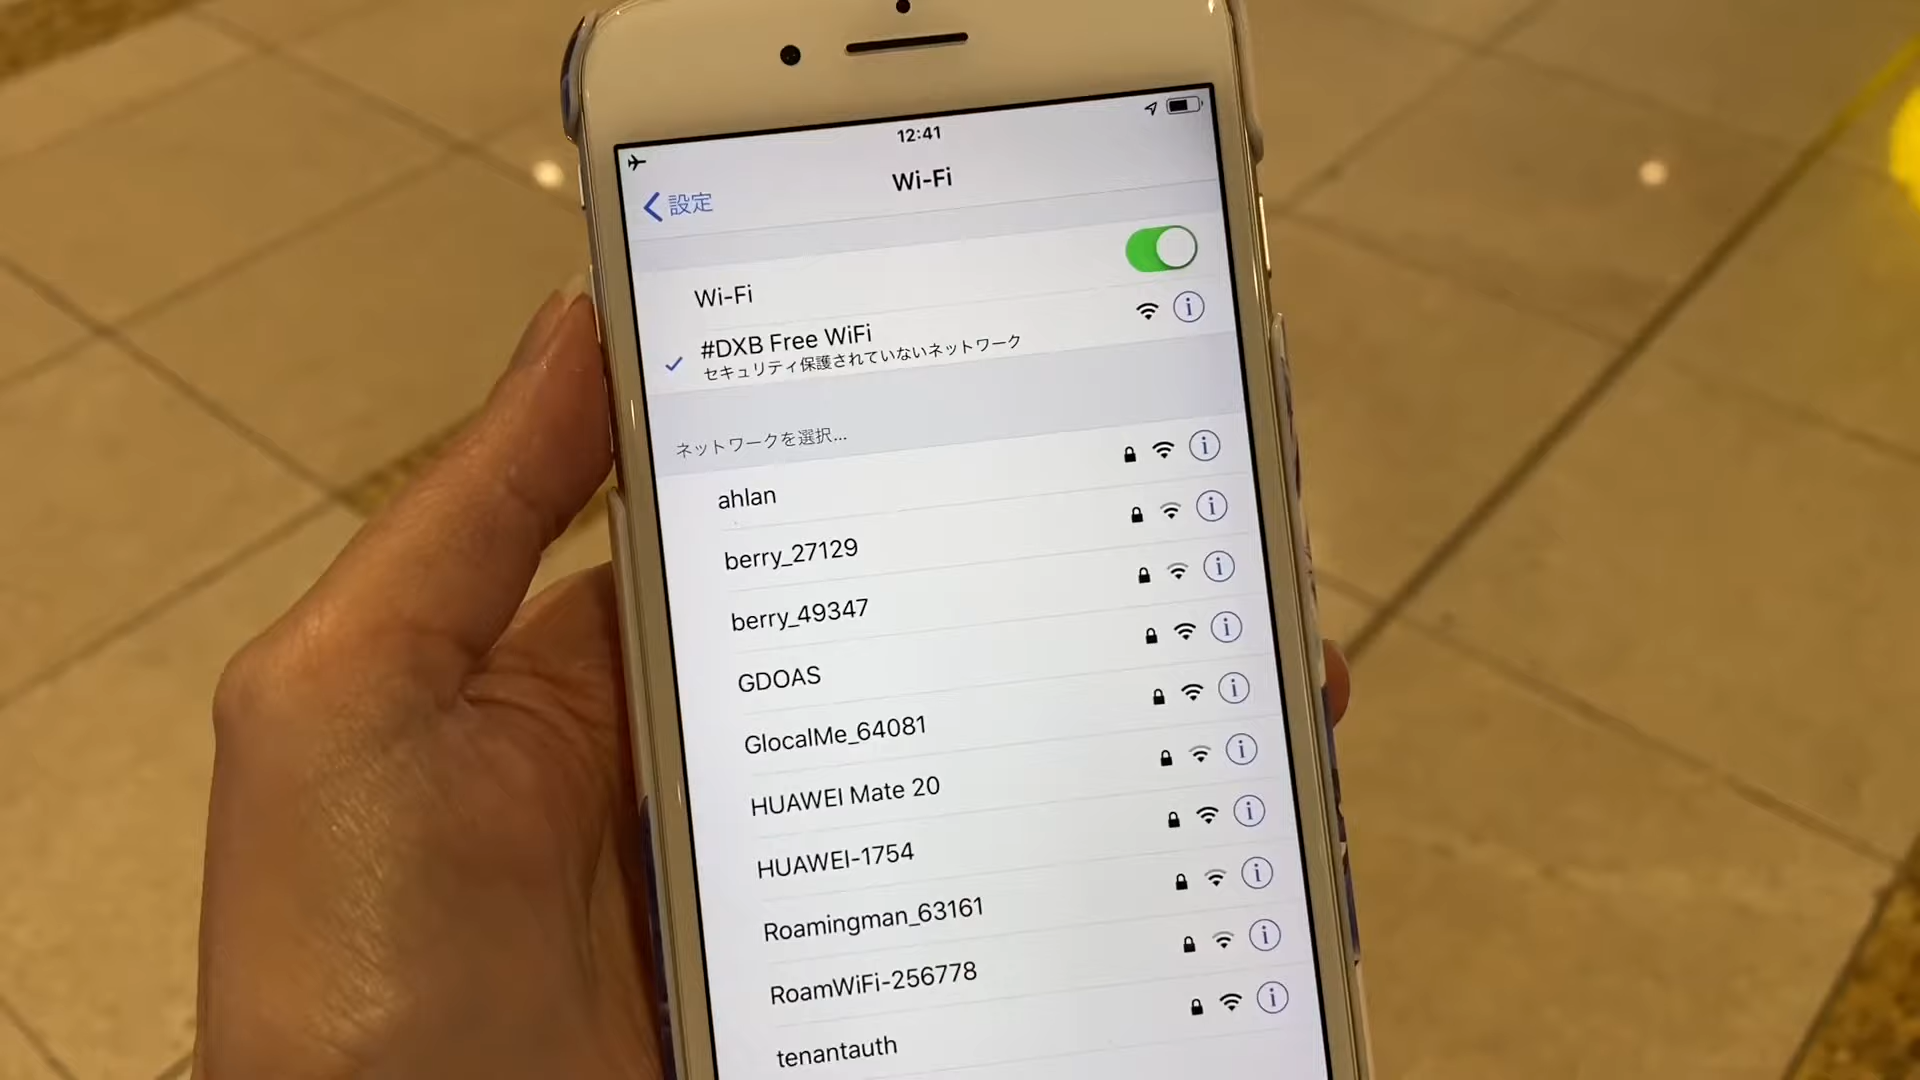 12:41
設定
Wi-Fi
Wi-Fi
#DXB Free WiFi
セキュリティ保護されていないネットワーク
ネットワークを選択...
ahlan
berry_27129
berry_49347
GDOAS
GlocalMe_64081
HUAWEI Mate 20
HUAWEI-1754
Roamingman_63161
RoamWiFi-256778
tenantauth